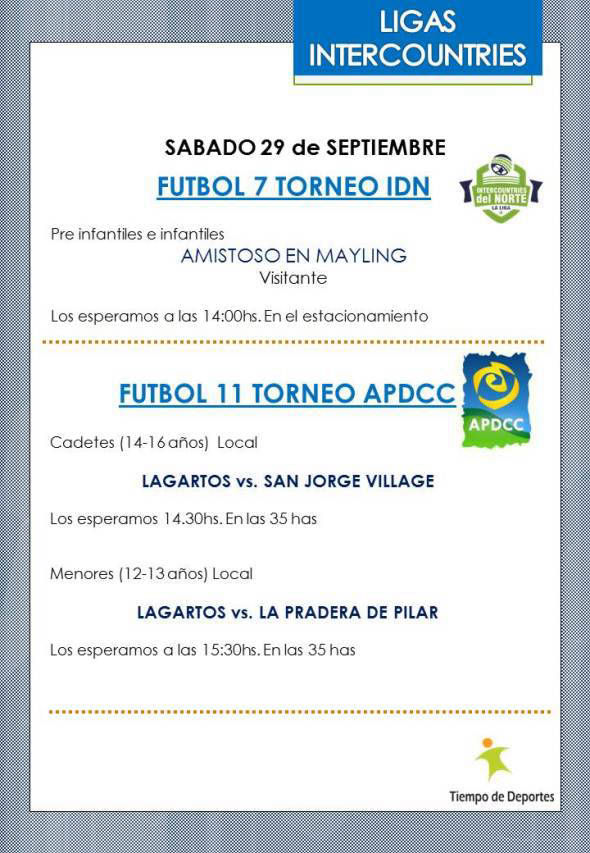 LIGAS
INTERCOUNTRIES
SABADO 29 de SEPTIEMBRE
FUTBOL 7 TORNEO IDN
INTERCOUNTRIES
del NORTE
LA LIGA
Pre infantiles e infantiles
AMISTOSO EN MAYLING
Visitante
Los esperamos a las 14:00hs. En el estacionamiento
FUTBOL 11 TORNEO APDCC
APDCC
Cadetes (14-16 años) Local
LAGARTOS vs. SAN JORGE VILLAGE
Los esperamos 14.30hs. En las 35 has
Menores (12-13 años) Local
LAGARTOS vs. LA PRADERA DE PILAR
Los esperamos a las 15:30hs. En las 35 has
Tiempo de Deportes